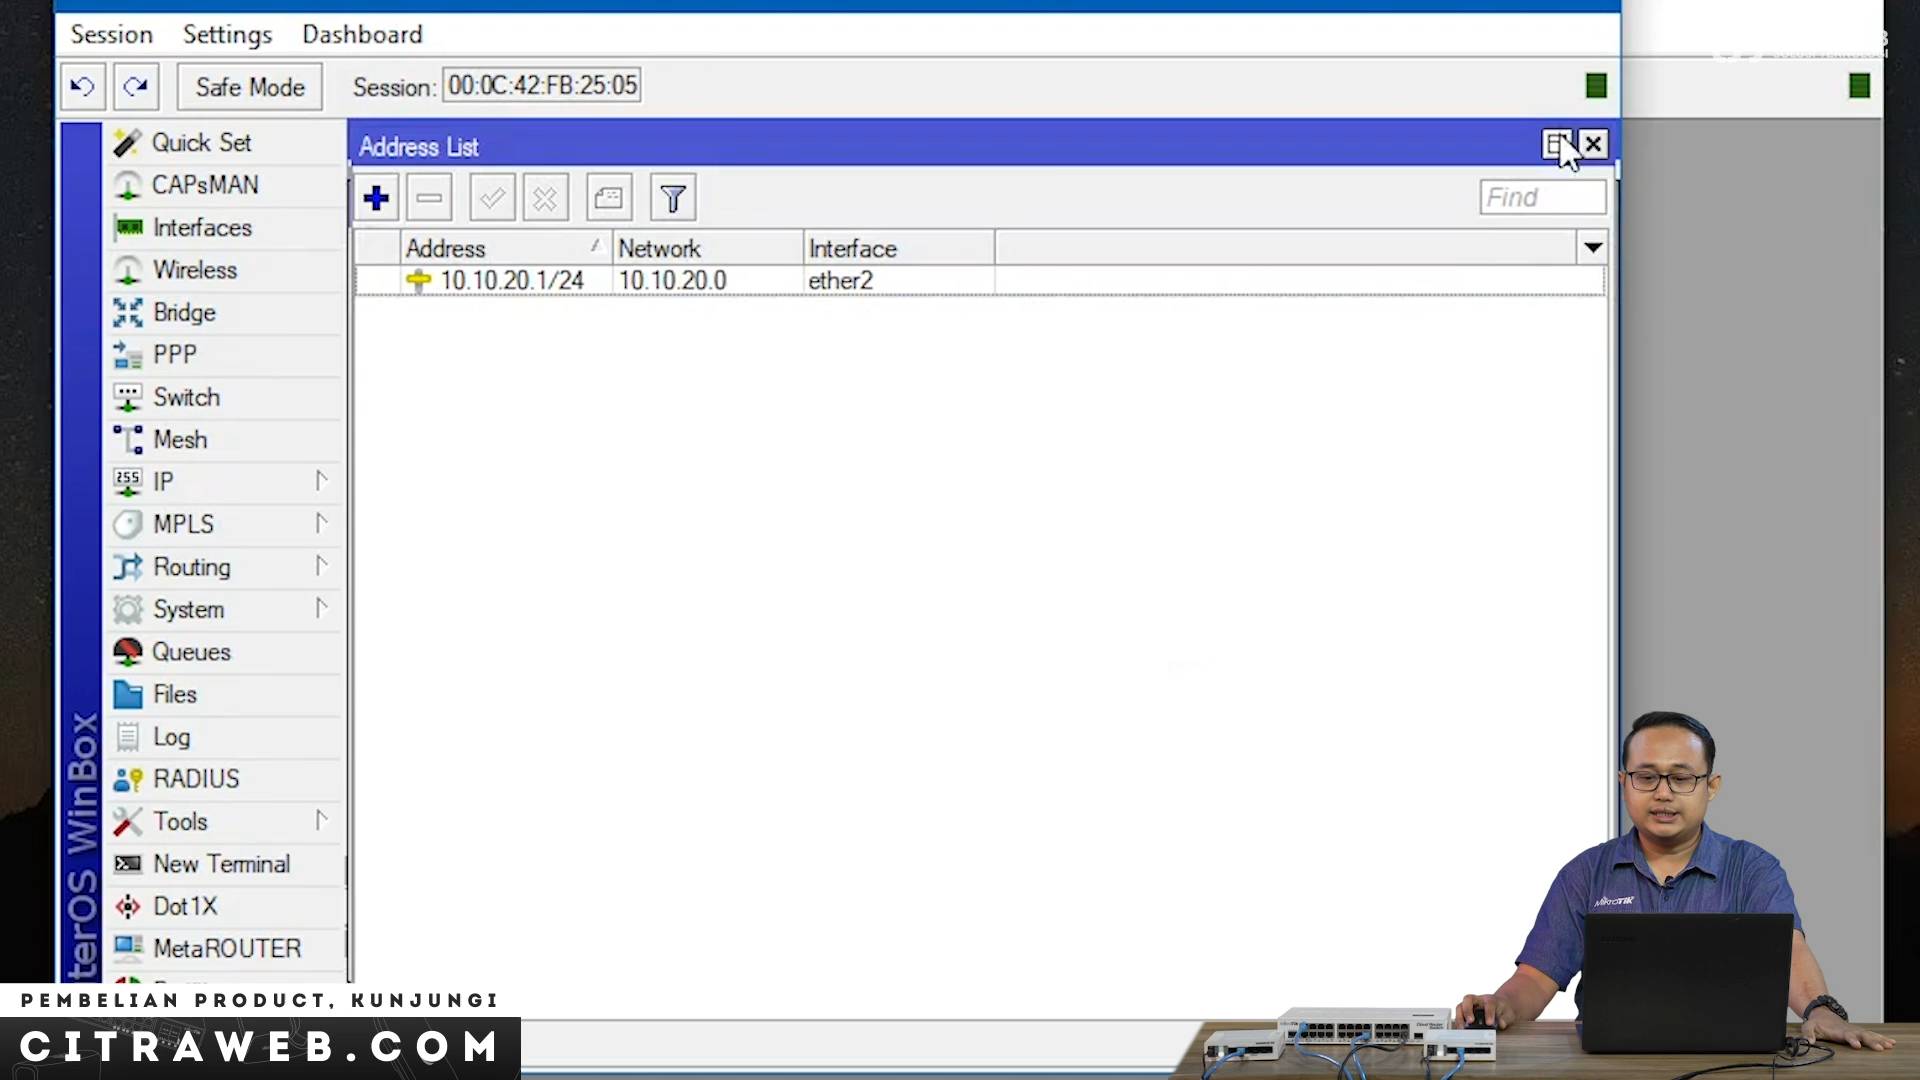 Session Settings Dashboard
Safe Mode Session: 00:0C:42:FB:25:05
Quick Set
CAPsMAN
Interfaces
Wireless
Bridge
PPP
Switch
Mesh
255 IP
MPLS
Routing
System
Queues
Files
Log
RADIUS
Tools
New Terminal
Dot1X
MetaROUTER
terOS WinBox
Address List
Find
Address Network Interface
10.10.20.1/24 10.10.20.0 ether2
MikroTik
PEMBELIAN PRODUCT, KUNJUNGI
CITRAWEB.COM